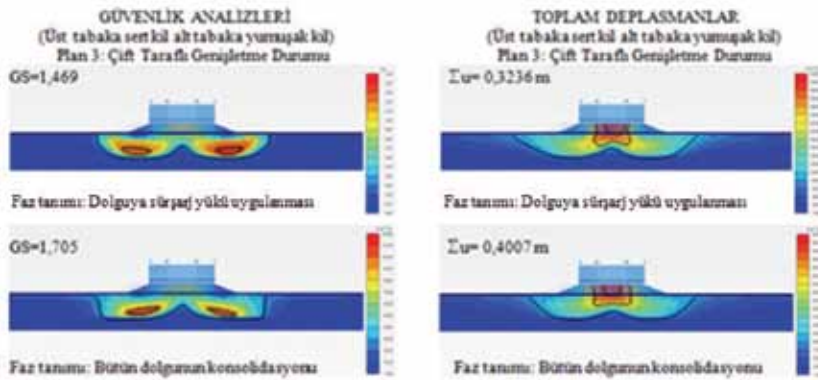 GÜVENLİK ANALİZLERİ
(Üst tabaka sert kil alt tabaka yumuşak kil)
Plan 3: Çift Taraflı Genişletme Durumu
GS=1,469
Faz tanımı: Dolguya sürşarj yükü uygulanması
GS=1,705
Faz tanımı: Bütün dolgunun konsolidasyonu
TOPLAM DEPLASMANLAR
(Üst tabaka sert kil alt tabaka yumuşak kil)
Plan 3: Çift Taraflı Genişletme Durumu
Σu= 0,3236 m
Faz tanımı: Dolguya sürşarj yükü uygulanması
Σu= 0,4007 m
Faz tanımı: Bütün dolgunun konsolidasyonu